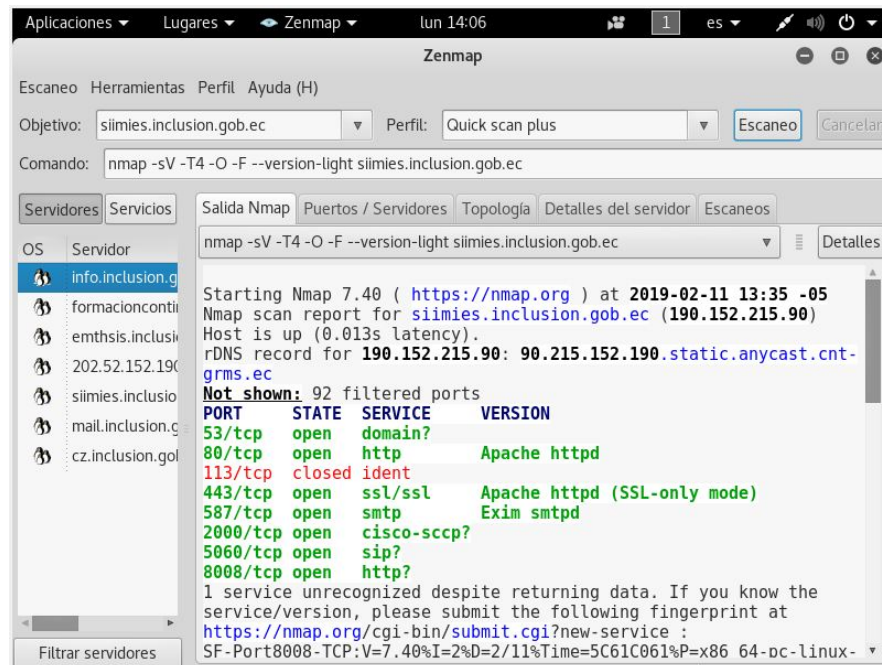 Aplicaciones Lugares Zenmap lun 14:06 1 es
Zenmap
Escaneo Herramientas Perfil Ayuda (H)
Objetivo: siimies.inclusion.gob.ec Perfil: Quick scan plus Escaneo Cancelar
Comando: nmap -sV -T4 -O -F --version-light siimies.inclusion.gob.ec
Servidores Servicios
Salida Nmap Puertos / Servidores Topología Detalles del servidor Escaneos
nmap -sV -T4 -O -F --version-light siimies.inclusion.gob.ec Detalles
OS Servidor
info.inclusion.g
formacionconti
emthsis.inclusi
202.52.152.190
siimies.inclusio
mail.inclusion.g
cz.inclusion.gol
Filtrar servidores
Starting Nmap 7.40 ( https://nmap.org ) at 2019-02-11 13:35 -05
Nmap scan report for siimies.inclusion.gob.ec (190.152.215.90)
Host is up (0.013s latency).
rDNS record for 190.152.215.90: 90.215.152.190.static.anycast.cnt-
grms.ec
Not shown: 92 filtered ports
PORT STATE SERVICE VERSION
53/tcp open domain?
80/tcp open http Apache httpd
113/tcp closed ident
443/tcp open ssl/ssl Apache httpd (SSL-only mode)
587/tcp open smtp Exim smtpd
2000/tcp open cisco-sccp?
5060/tcp open sip?
8008/tcp open http?
1 service unrecognized despite returning data. If you know the
service/version, please submit the following fingerprint at
https://nmap.org/cgi-bin/submit.cgi?new-service :
SF-Port8008-TCP:V=7.40%I=2%D=2/11%Time=5C61C061%P=x86_64-pc-linux-